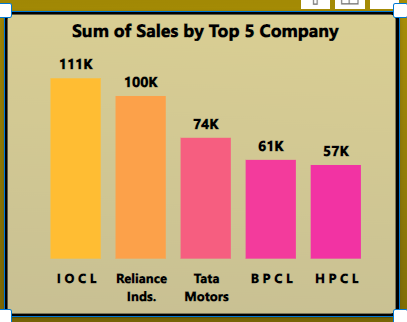 Sum of Sales by Top 5 Company
111K
100K
74K
61K
57K
I O C L
Reliance
Inds.
Tata
Motors
B P C L
H P C L